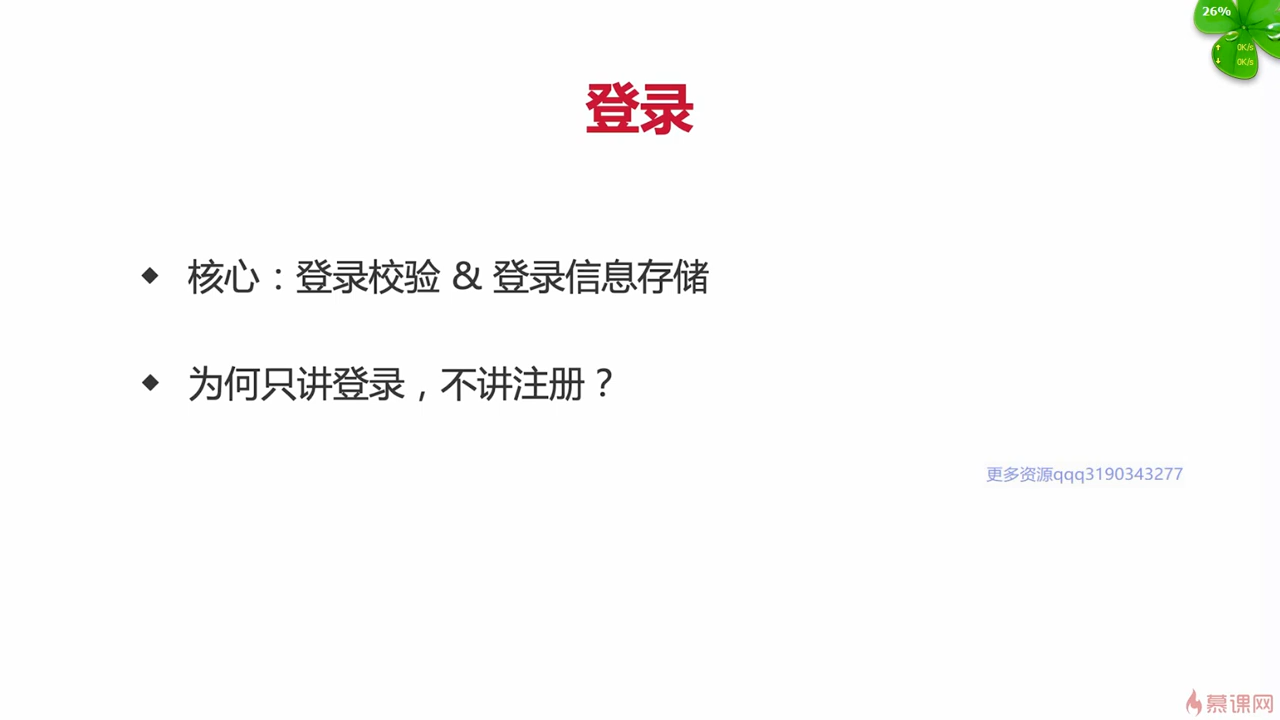 26%
0K/s
0K/s
登录
核心：登录校验 & 登录信息存储
为何只讲登录，不讲注册？
更多资源qqq3190343277
慕课网